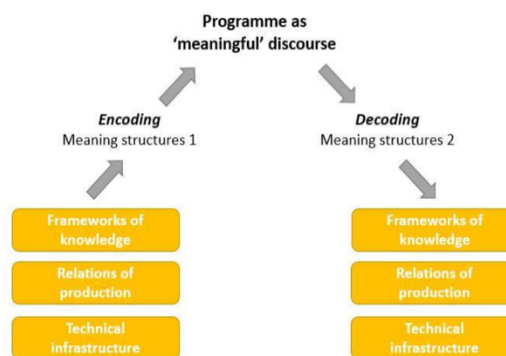 Programme as
‘meaningful’ discourse
Encoding
Meaning structures 1
Decoding
Meaning structures 2
Frameworks of
knowledge
Relations of
production
Technical
infrastructure
Frameworks of
knowledge
Relations of
production
Technical
infrastructure